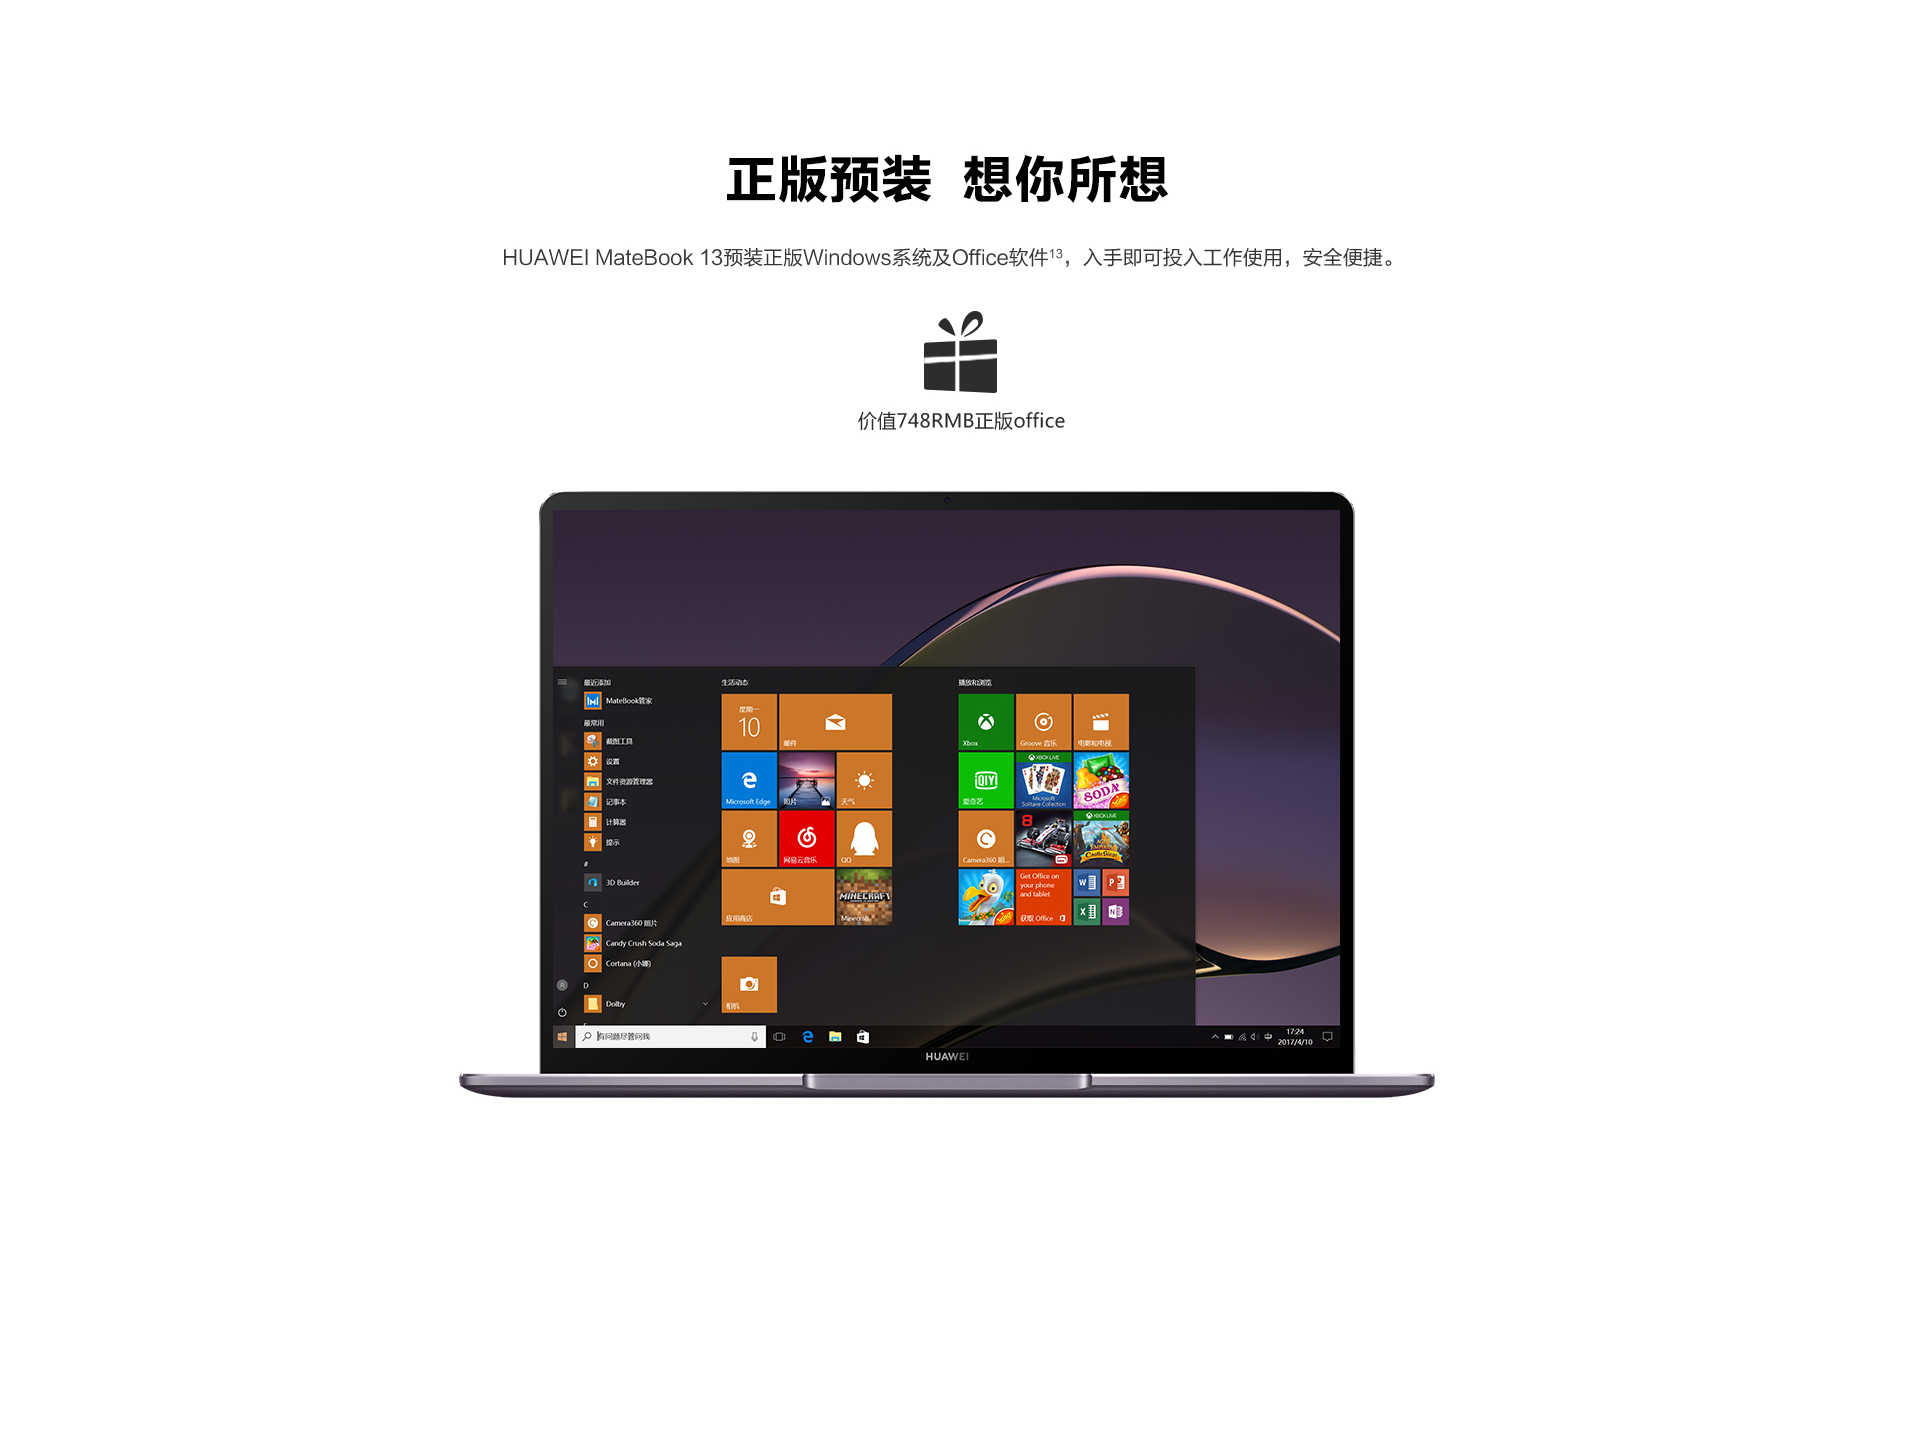 正版预装 想你所想
HUAWEI MateBook 13预装正版Windows系统及Office软件¹³，入手即可投入工作使用，安全便捷。
价值748RMB正版office
最近添加
MateBook管家
最常用
截图工具
设置
文件资源管理器
记事本
计算器
提示
#
3D Builder
C
Camera360 照片
Candy Crush Soda Saga
Cortana (小娜)
D
Dolby
生活动态
星期一
10
邮件
Microsoft Edge
照片
天气
地图
网易云音乐
QQ
应用商店
MINECRAFT
Minecraft
相机
播放和浏览
Xbox
Groove 音乐
电影和电视
iQIYI
爱奇艺
XBOX LIVE
Microsoft
Solitaire Collection
SODA
King
Camera360 照...
8
XBOX LIVE
Castle Siege
King
Get Office on
your phone
and tablet
获取 Office
有问题尽管问我
中
17:24
2017/4/10
HUAWEI